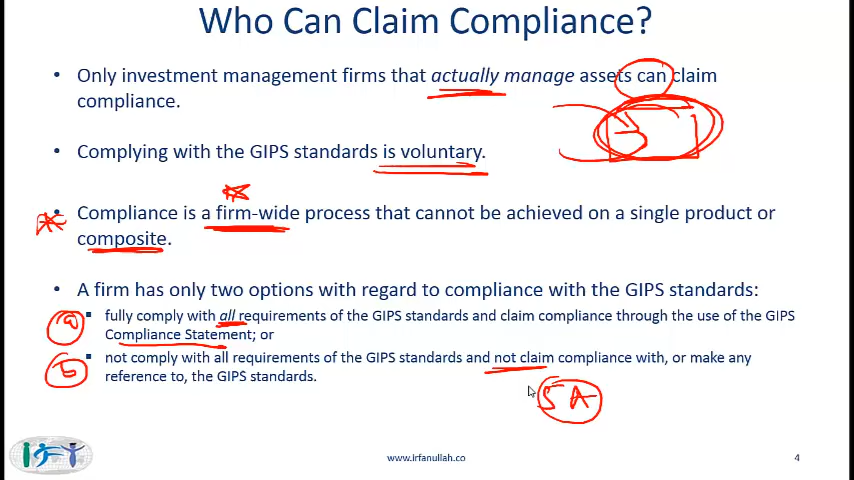 Who Can Claim Compliance?
• Only investment management firms that actually manage assets can claim
compliance.
• Complying with the GIPS standards is voluntary.
• Compliance is a firm-wide process that cannot be achieved on a single product or
composite.
• A firm has only two options with regard to compliance with the GIPS standards:
▪ fully comply with all requirements of the GIPS standards and claim compliance through the use of the GIPS
Compliance Statement; or
▪ not comply with all requirements of the GIPS standards and not claim compliance with, or make any
reference to, the GIPS standards.
5A
IFT
www.irfanullah.co
4